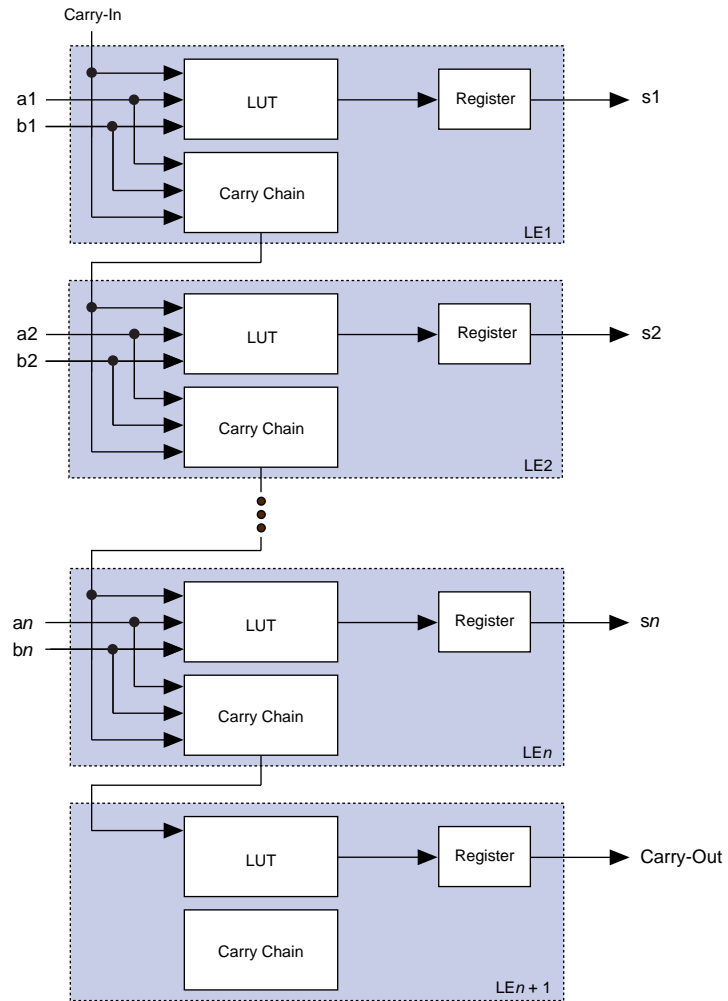 Carry-In
a1
b1
LUT
Register
s1
Carry Chain
LE1
a2
b2
LUT
Register
s2
Carry Chain
LE2
an
bn
LUT
Register
sn
Carry Chain
LEn
LUT
Register
Carry-Out
Carry Chain
LEn + 1